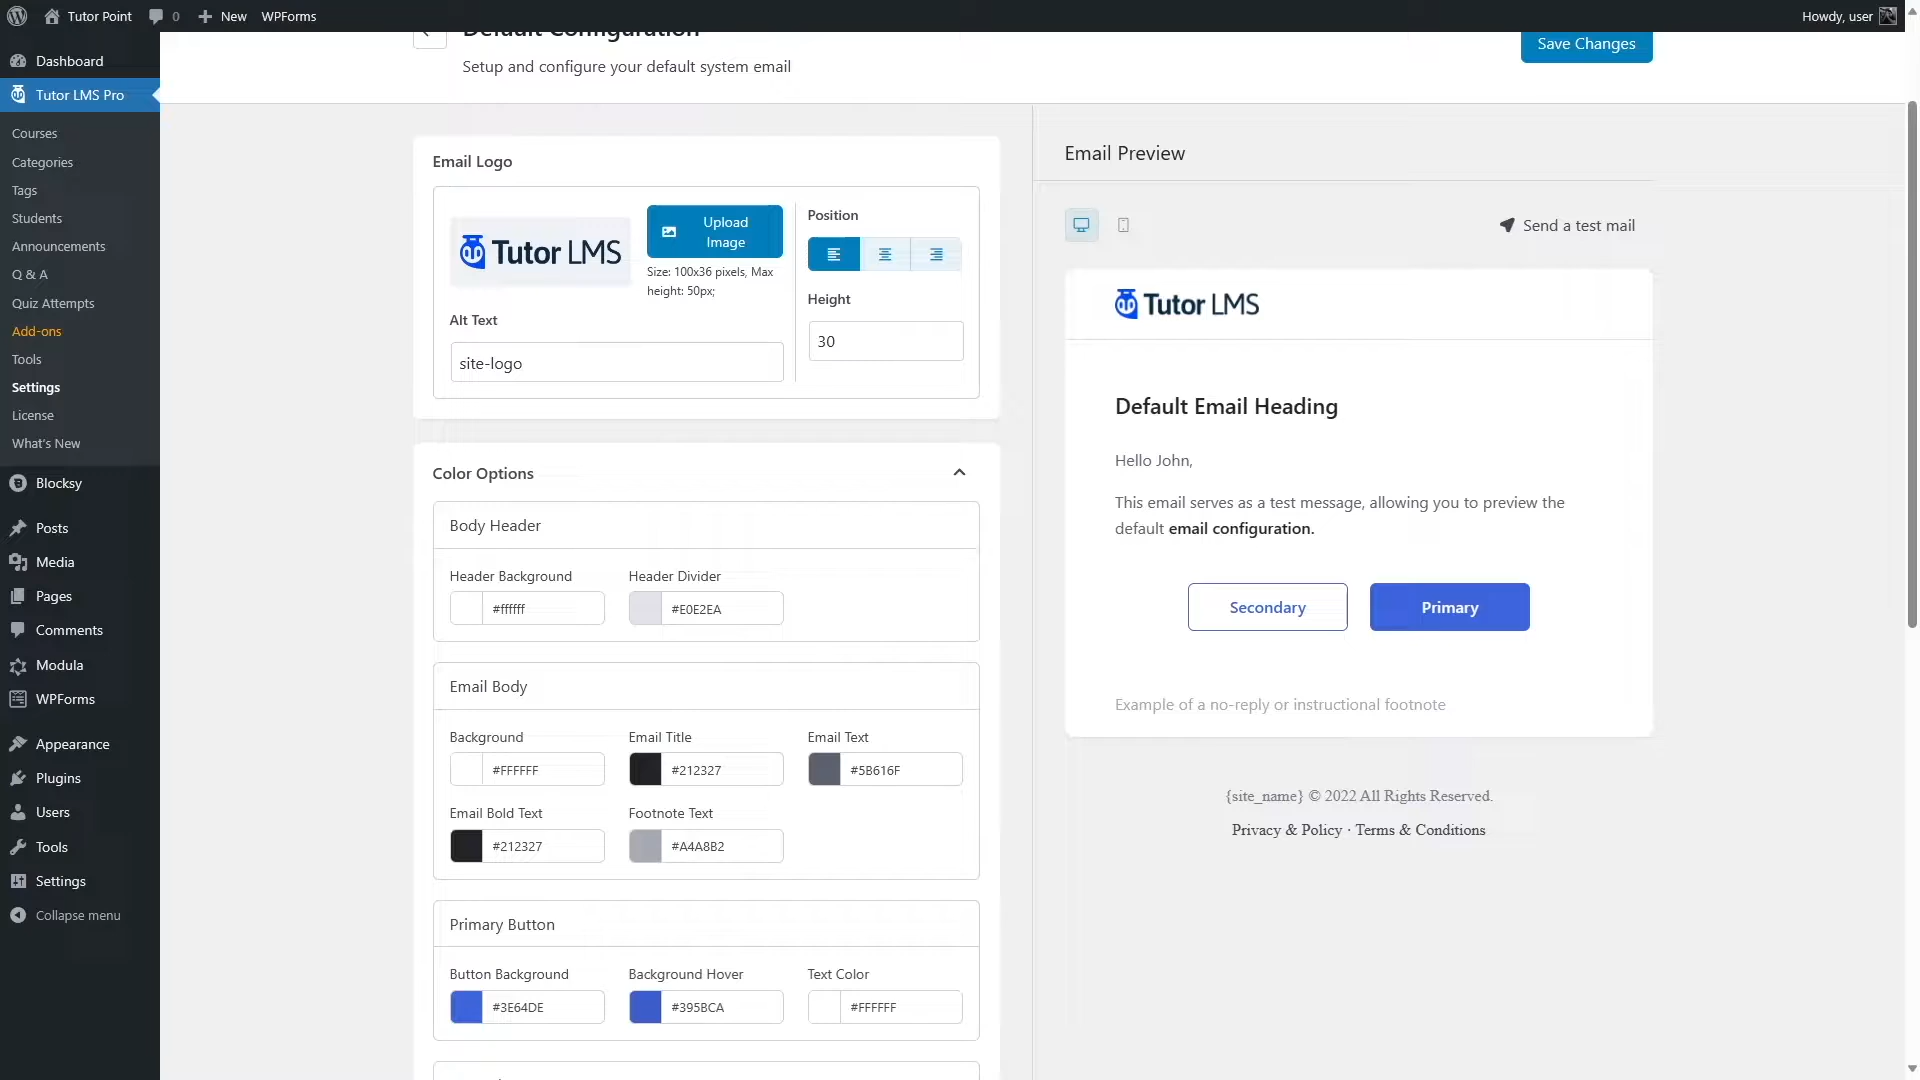 Tutor Point
0
New
WPForms
Howdy, user
Dashboard
Tutor LMS Pro
Courses
Categories
Tags
Students
Announcements
Q & A
Quiz Attempts
Add-ons
Tools
Settings
License
What's New
Blocksy
Posts
Media
Pages
Comments
Modula
WPForms
Appearance
Plugins
Users
Tools
Settings
Collapse menu
Default Configuration
Setup and configure your default system email
Save Changes
Email Logo
Tutor LMS
Upload
Image
Size: 100x36 pixels, Max
height: 50px;
Alt Text
site-logo
Position
Height
30
Color Options
Body Header
Header Background
Header Divider
#ffffff
#E0E2EA
Email Body
Background
Email Title
Email Text
#FFFFFF
#212327
#5B616F
Email Bold Text
Footnote Text
#212327
#A4A8B2
Primary Button
Button Background
Background Hover
Text Color
#3E64DE
#395BCA
#FFFFFF
Email Preview
Send a test mail
Tutor LMS
Default Email Heading
Hello John,
This email serves as a test message, allowing you to preview the
default email configuration.
Secondary
Primary
Example of a no-reply or instructional footnote
{site_name} © 2022 All Rights Reserved.
Privacy & Policy · Terms & Conditions